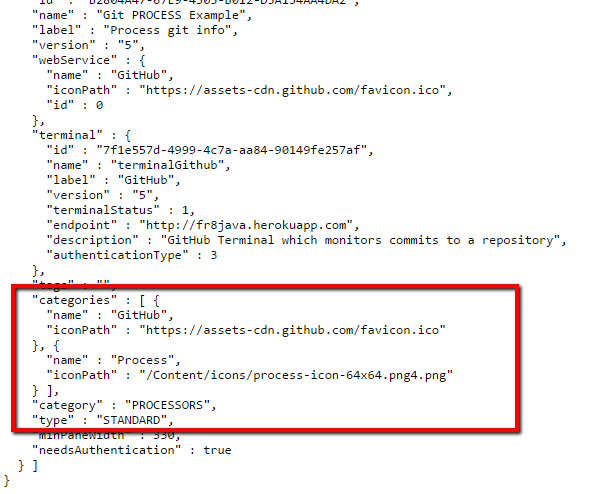 "name" : "Git PROCESS Example",
"label" : "Process git info",
"version" : "5",
"webService" : {
"name" : "GitHub",
"iconPath" : "https://assets-cdn.github.com/favicon.ico",
"id" : 0
},
"terminal" : {
"id" : "7f1e557d-4999-4c7a-aa84-90149fe257af",
"name" : "terminalGithub",
"label" : "GitHub",
"version" : "5",
"terminalStatus" : 1,
"endpoint" : "http://fr8java.herokuapp.com",
"description" : "GitHub Terminal which monitors commits to a repository",
"authenticationType" : 3
},
"tags" : "",
"categories" : [ {
"name" : "GitHub",
"iconPath" : "https://assets-cdn.github.com/favicon.ico"
}, {
"name" : "Process",
"iconPath" : "/Content/icons/process-icon-64x64.png4.png"
} ],
"category" : "PROCESSORS",
"type" : "STANDARD",
"minPaneWidth" : 330,
"needsAuthentication" : true
} ]
}